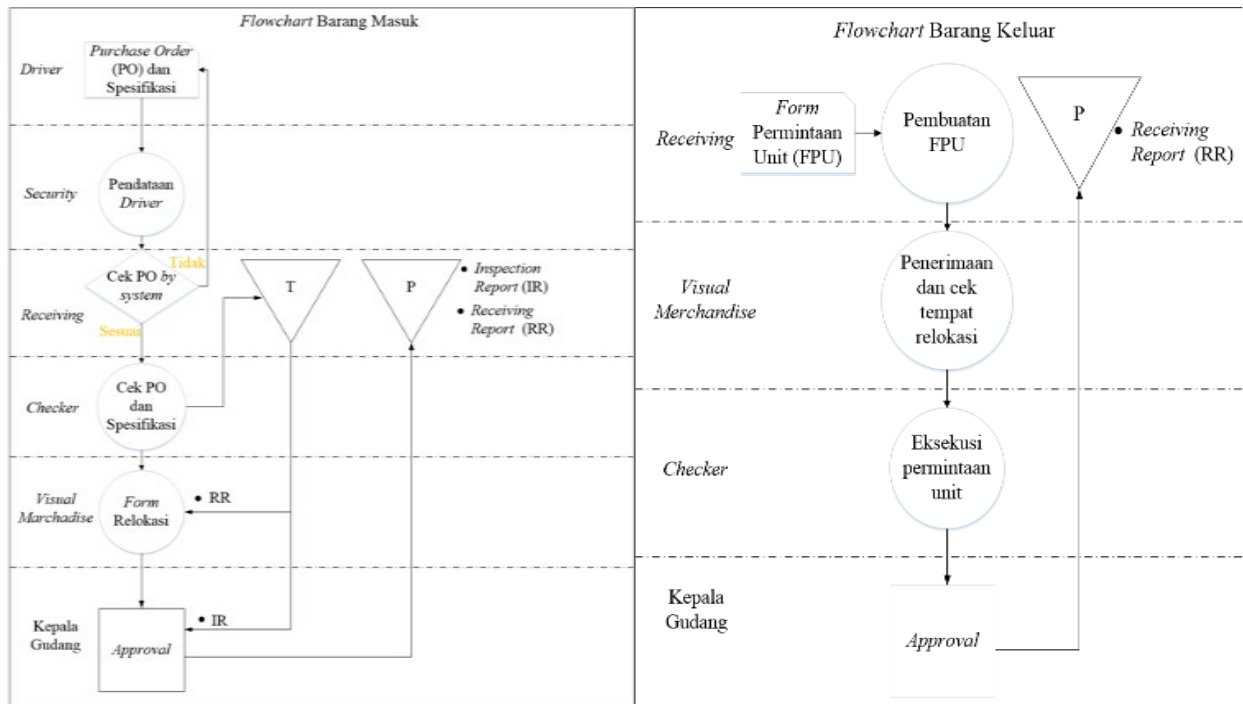 Flowchart Barang Masuk
Driver
Purchase Order
(PO) dan
Spesifikasi
Security
Pendataan
Driver
Receiving
Cek PO by
system
Tidak
Sesuai
T
P
• Inspection
Report (IR)
• Receiving
Report (RR)
Checker
Cek PO
dan
Spesifikasi
Visual
Marchadise
Form
Relokasi
• RR
Kepala
Gudang
Approval
• IR
Flowchart Barang Keluar
Receiving
Form
Permintaan
Unit (FPU)
Pembuatan
FPU
P
• Receiving
Report (RR)
Visual
Merchandise
Penerimaan
dan cek
tempat
relokasi
Checker
Eksekusi
permintaan
unit
Kepala
Gudang
Approval